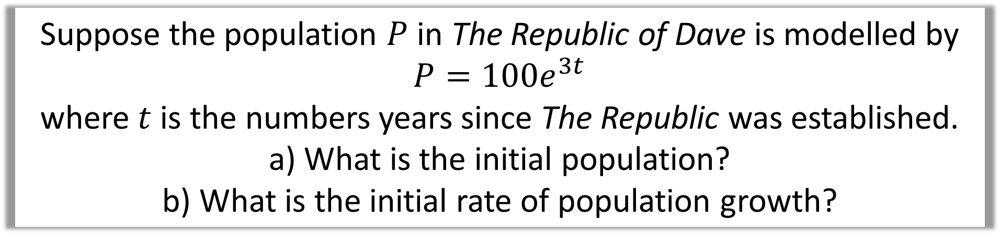 Suppose the population P in The Republic of Dave is modelled by
P = 100e^{3t}
where t is the numbers years since The Republic was established.
a) What is the initial population?
b) What is the initial rate of population growth?